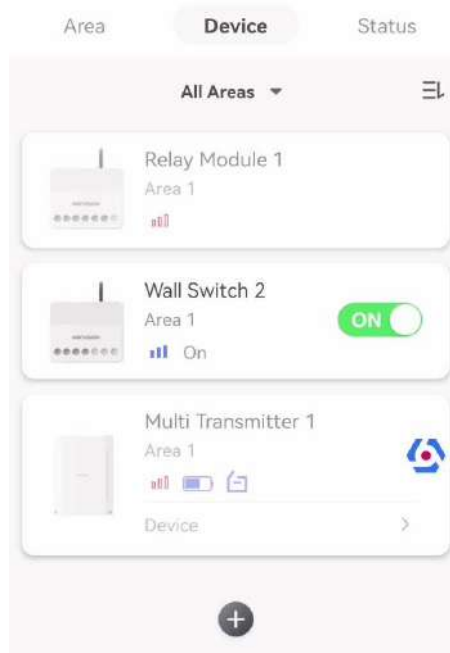 Area Device Status
All Areas
Relay Module 1
Area 1
Wall Switch 2
Area 1
ON
On
Multi Transmitter 1
Area 1
Device